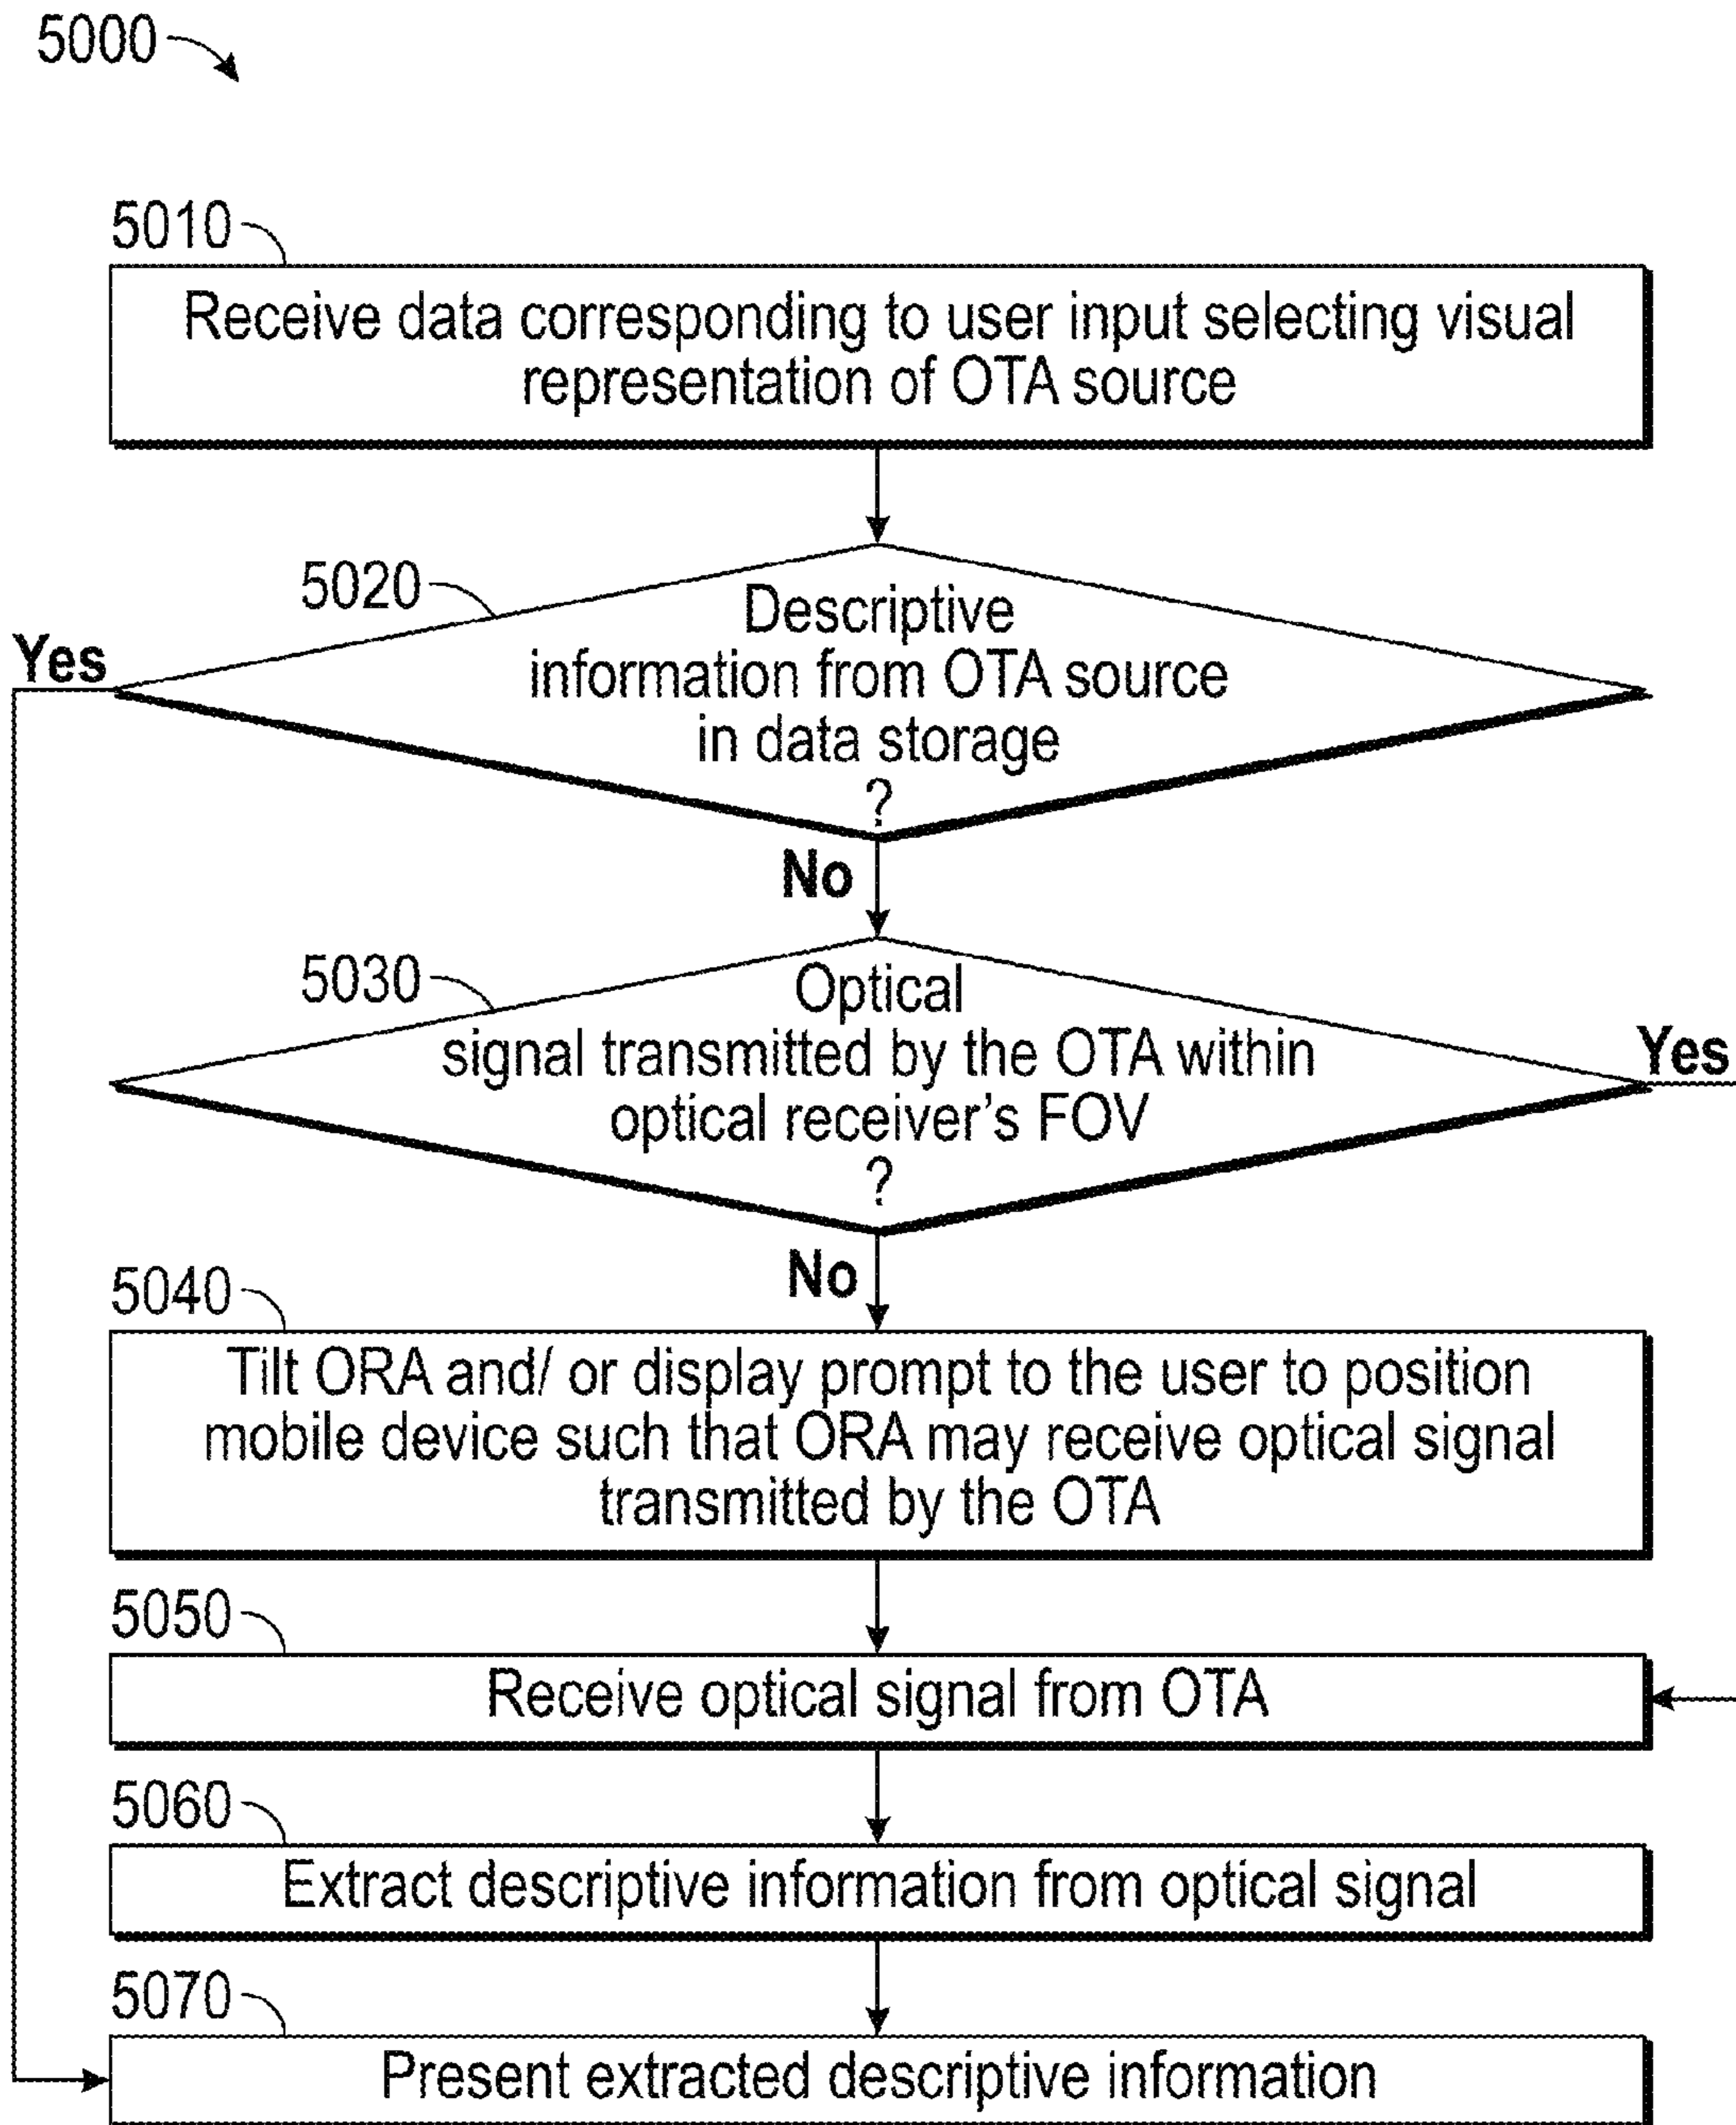 5000
5010
Receive data corresponding to user input selecting visual
representation of OTA source
5020
Descriptive
information from OTA source
in data storage
?
Yes
No
5030
Optical
signal transmitted by the OTA within
optical receiver's FOV
?
Yes
No
5040
Tilt ORA and/ or display prompt to the user to position
mobile device such that ORA may receive optical signal
transmitted by the OTA
5050
Receive optical signal from OTA
5060
Extract descriptive information from optical signal
5070
Present extracted descriptive information